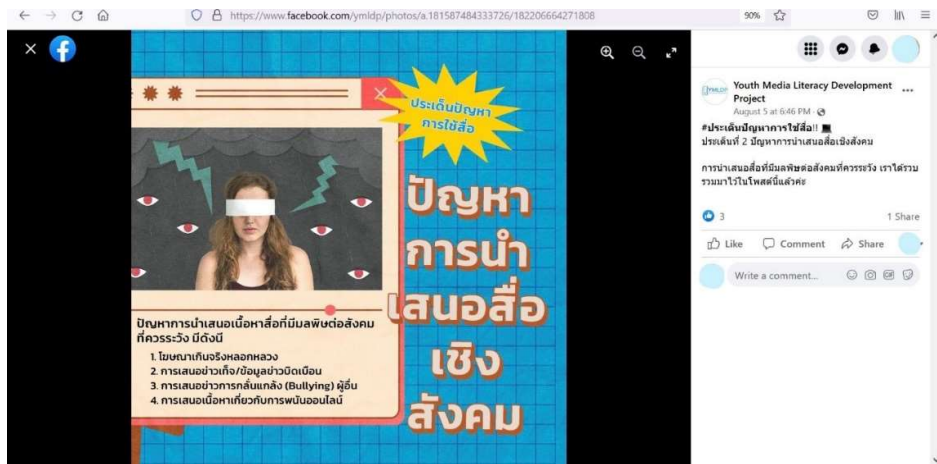 https://www.facebook.com/ymldp/photos/a.181587484333726/182206664271808
90%
ประเด็นปัญหา
การใช้สื่อ
ปัญหา
การนำ
เสนอสื่อ
เชิง
สังคม
ปัญหาการนำเสนอเนื้อหาสื่อที่มีมลพิษต่อสังคม
ที่ควรระวัง มีดังนี้
1. โฆษณาเกินจริงหลอกหลวง
2. การเสนอข่าวเท็จ/ข้อมูลข่าวบิดเบือน
3. การเสนอข่าวการกลั่นแกล้ง (Bullying) ผู้อื่น
4. การเสนอเนื้อหาเกี่ยวกับการพนันออนไลน์
Youth Media Literacy Development
Project
August 5 at 6:46 PM
#ประเด็นปัญหาการใช้สื่อ!!
ประเด็นที่ 2 ปัญหาการนำเสนอสื่อเชิงสังคม
การนำเสนอสื่อที่มีมลพิษต่อสังคมที่ควรระวัง เราได้รวบ
รวมมาไว้ในโพสต์นี้แล้วค่ะ
3
1 Share
Like Comment Share
Write a comment...